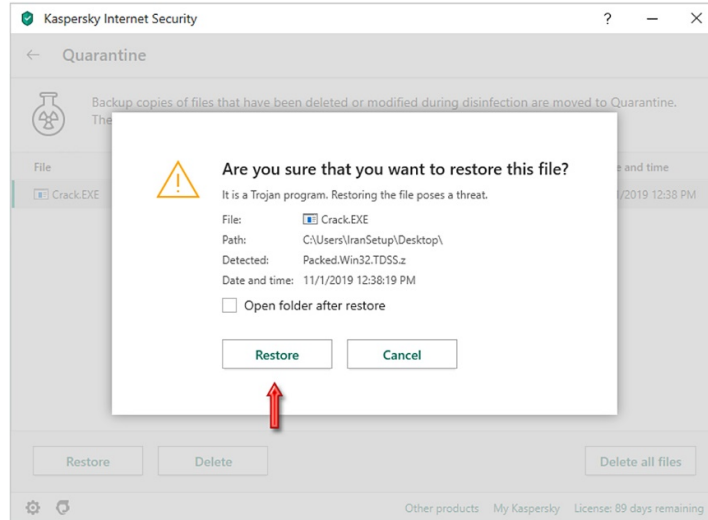 Kaspersky Internet Security
Quarantine
Backup copies of files that have been deleted or modified during disinfection are moved to Quarantine.
The
File
e and time
Crack.EXE
/2019 12:38 PM
Are you sure that you want to restore this file?
It is a Trojan program. Restoring the file poses a threat.
File: Crack.EXE
Path: C:\Users\IranSetup\Desktop\
Detected: Packed.Win32.TDSS.z
Date and time: 11/1/2019 12:38:19 PM
Open folder after restore
Restore Cancel
Restore Delete Delete all files
Other products My Kaspersky License: 89 days remaining